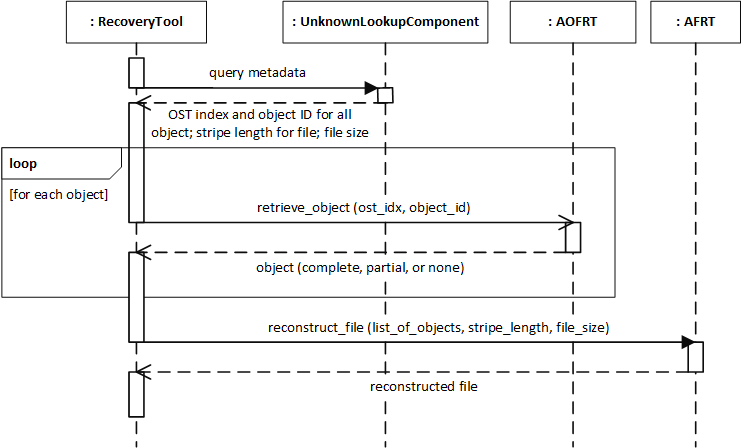 : RecoveryTool
: UnknownLookupComponent
: AOFRT
: AFRT
query metadata
OST index and object ID for all
object; stripe length for file; file size
loop
[for each object]
retrieve_object (ost_idx, object_id)
object (complete, partial, or none)
reconstruct_file (list_of_objects, stripe_length, file_size)
reconstructed file